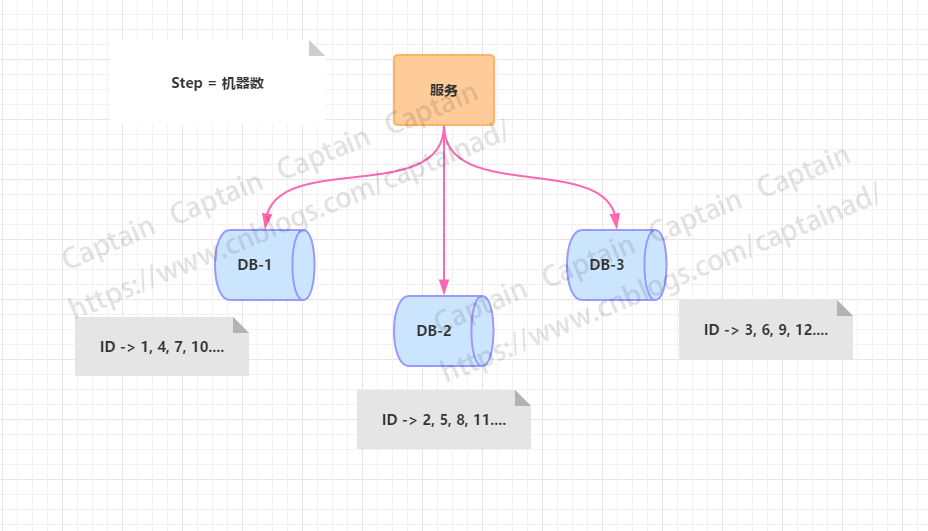 Step = 机器数
服务
DB-1
DB-2
DB-3
ID -> 1, 4, 7, 10....
ID -> 2, 5, 8, 11....
ID -> 3, 6, 9, 12....
Captain Captain Captain Captain
https://www.cnblogs.com/captainad/
Captain Captain Captain Captain
https://www.cnblogs.com/captainad/